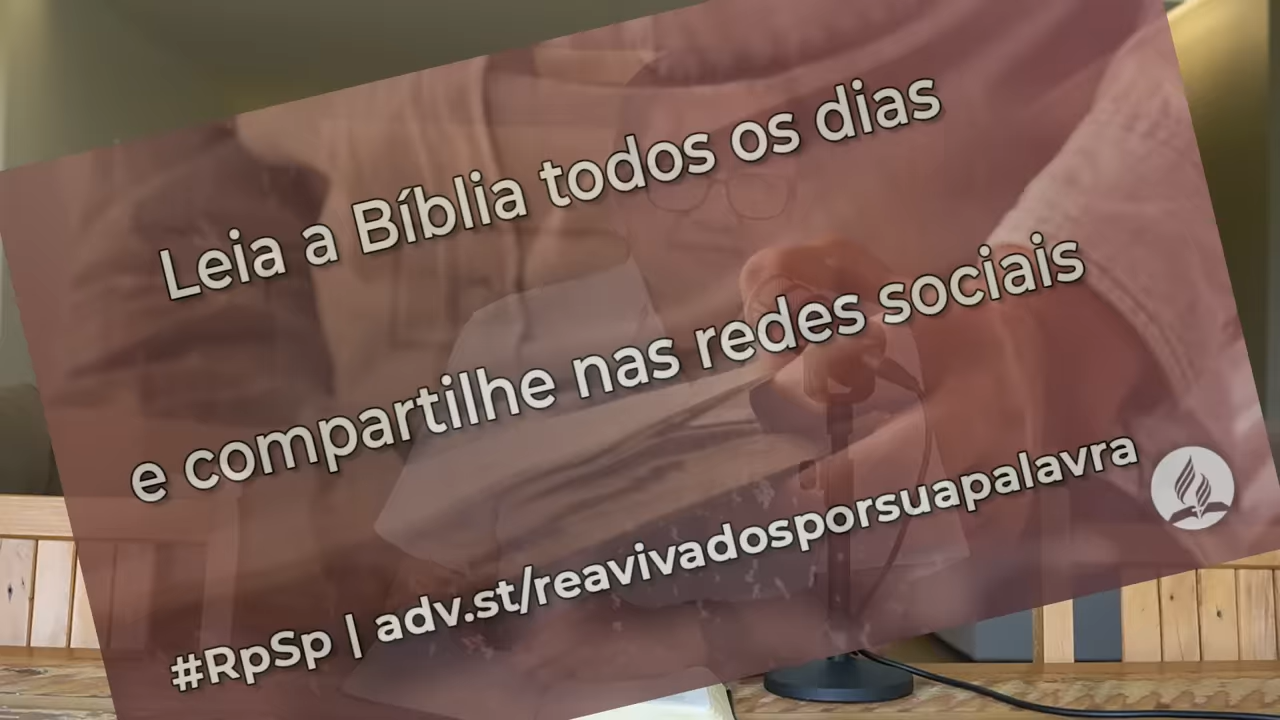 Leia a Bíblia todos os dias
e compartilhe nas redes sociais
#RpSp | adv.st/reavivadosporsuapalavra